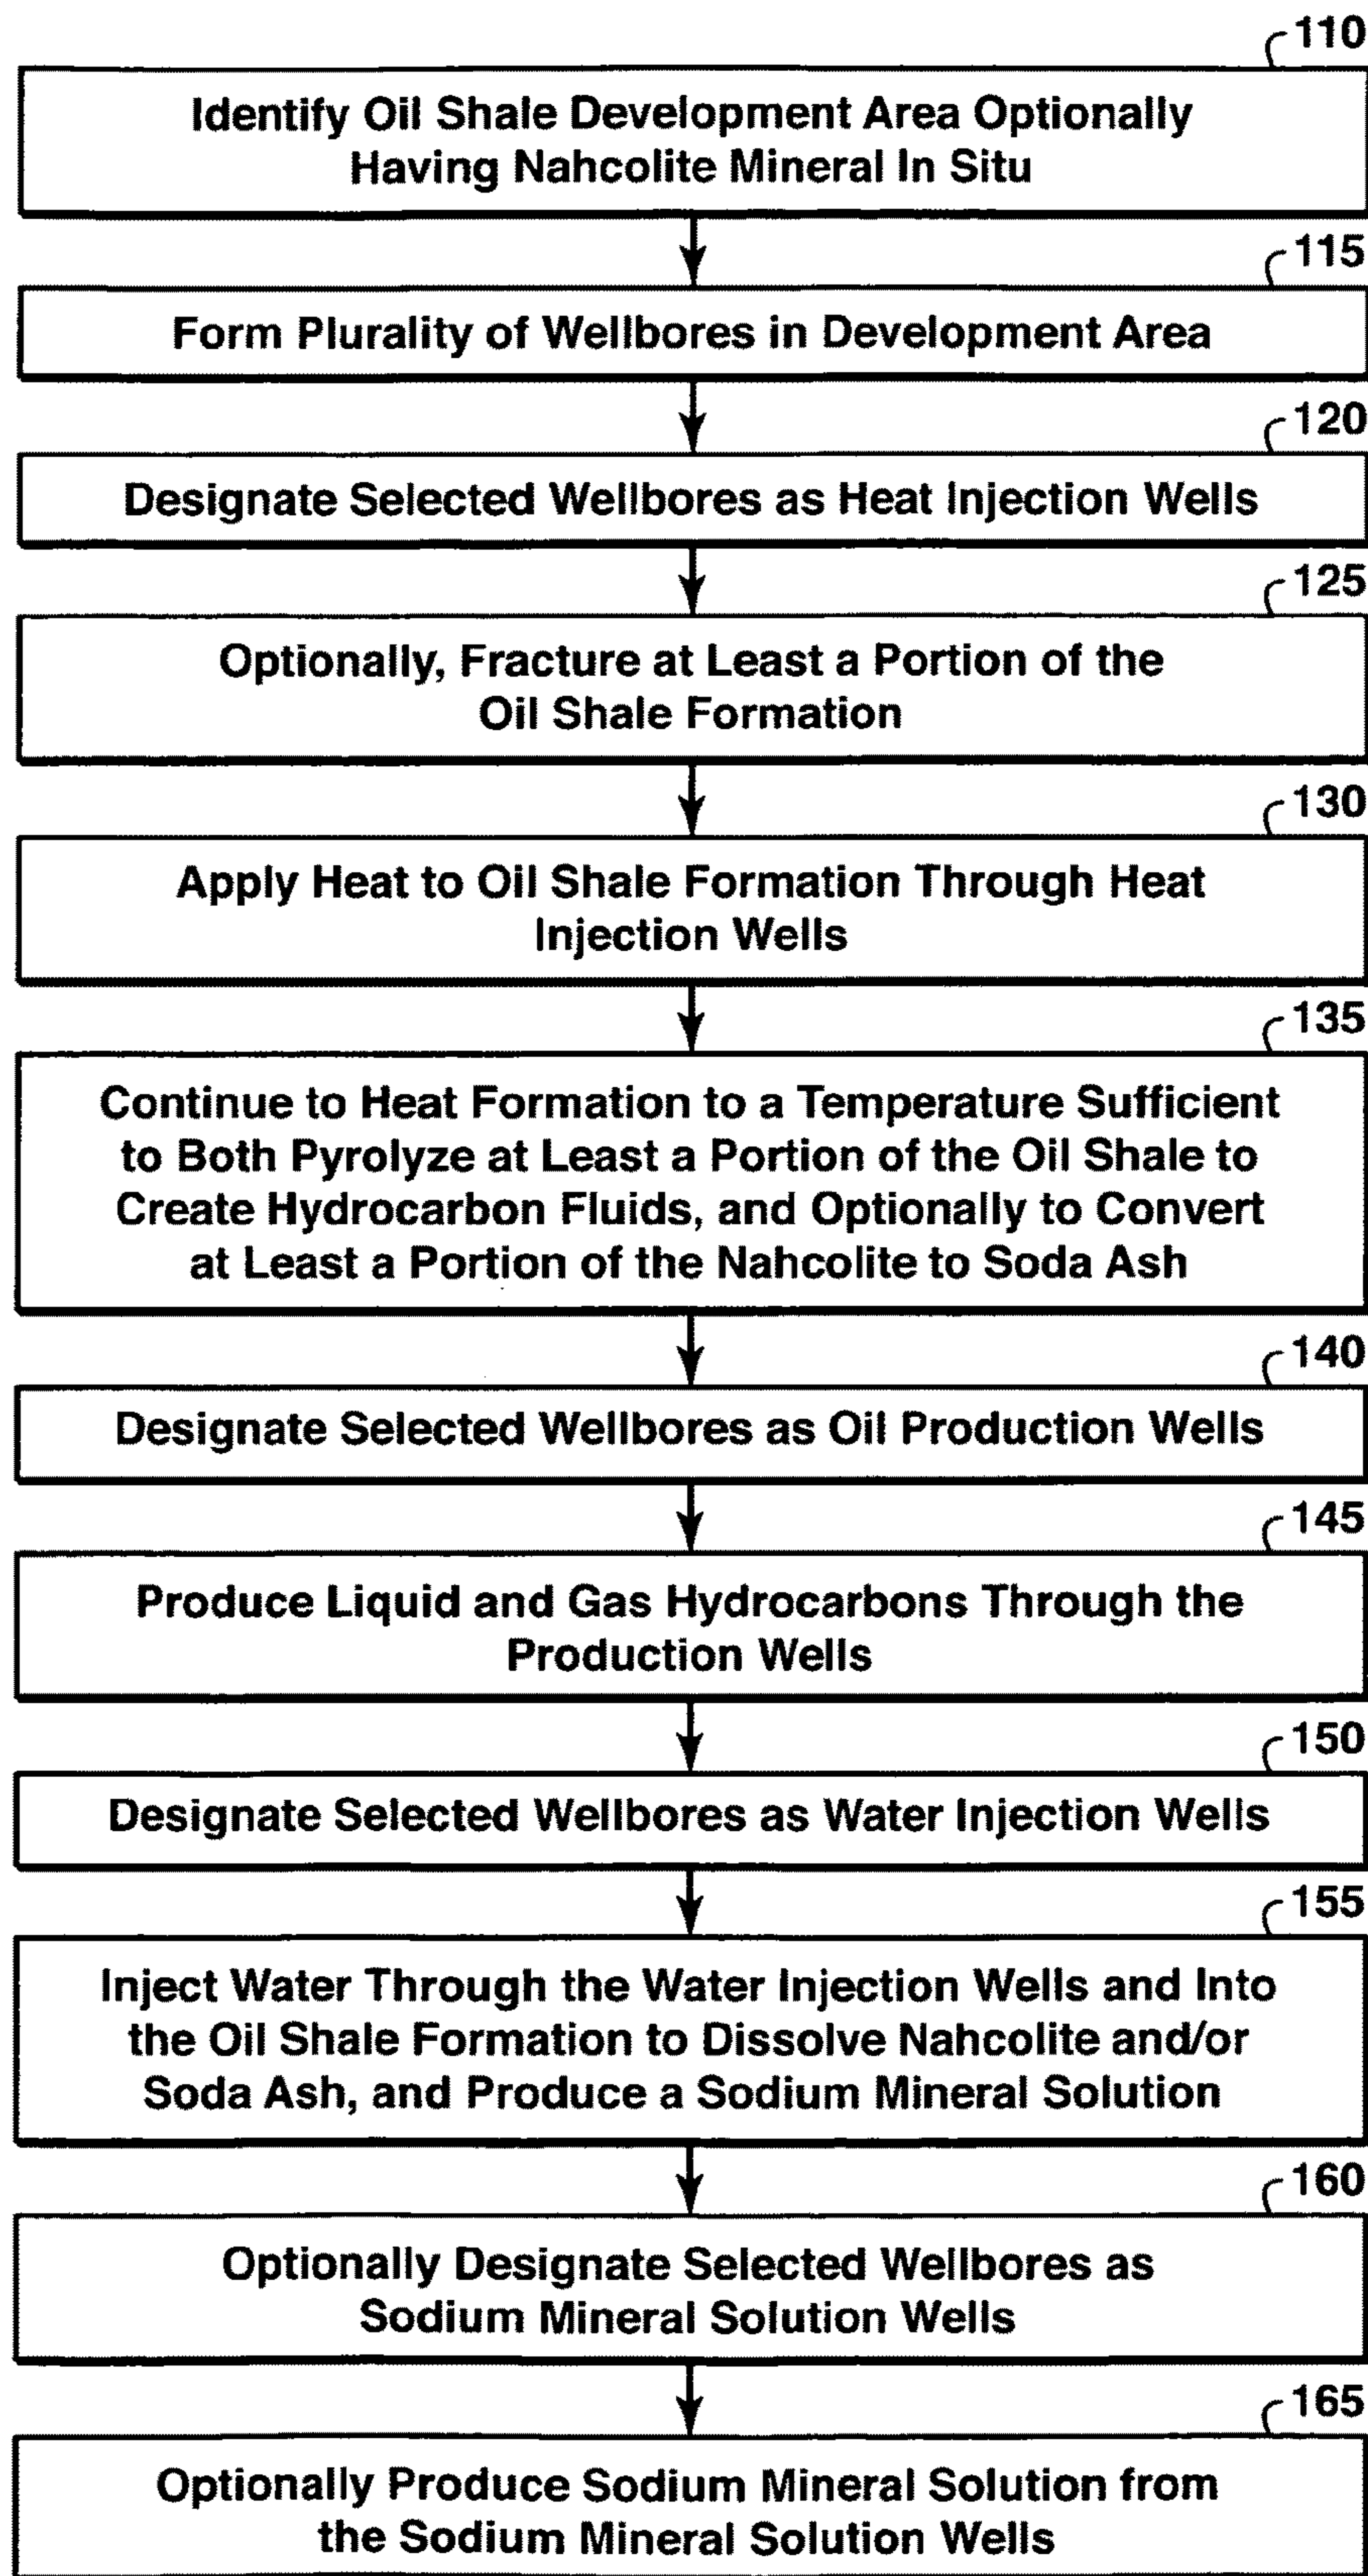 110
Identify Oil Shale Development Area Optionally
Having Nahcolite Mineral In Situ
115
Form Plurality of Wellbores in Development Area
120
Designate Selected Wellbores as Heat Injection Wells
125
Optionally, Fracture at Least a Portion of the
Oil Shale Formation
130
Apply Heat to Oil Shale Formation Through Heat
Injection Wells
135
Continue to Heat Formation to a Temperature Sufficient
to Both Pyrolyze at Least a Portion of the Oil Shale to
Create Hydrocarbon Fluids, and Optionally to Convert
at Least a Portion of the Nahcolite to Soda Ash
140
Designate Selected Wellbores as Oil Production Wells
145
Produce Liquid and Gas Hydrocarbons Through the
Production Wells
150
Designate Selected Wellbores as Water Injection Wells
155
Inject Water Through the Water Injection Wells and Into
the Oil Shale Formation to Dissolve Nahcolite and/or
Soda Ash, and Produce a Sodium Mineral Solution
160
Optionally Designate Selected Wellbores as
Sodium Mineral Solution Wells
165
Optionally Produce Sodium Mineral Solution from
the Sodium Mineral Solution Wells